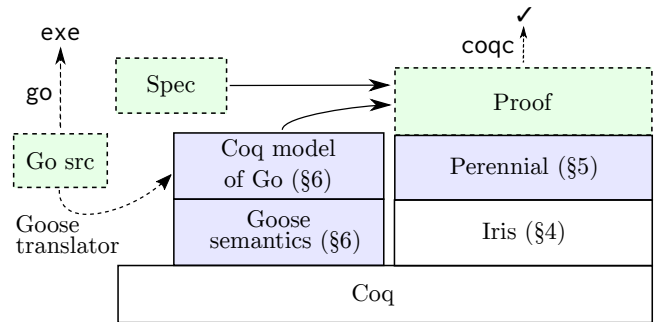 exe
✓
coqc
go
Spec
Proof
Go src
Coq model
of Go (§6)
Perennial (§5)
Goose
translator
Goose
semantics (§6)
Iris (§4)
Coq